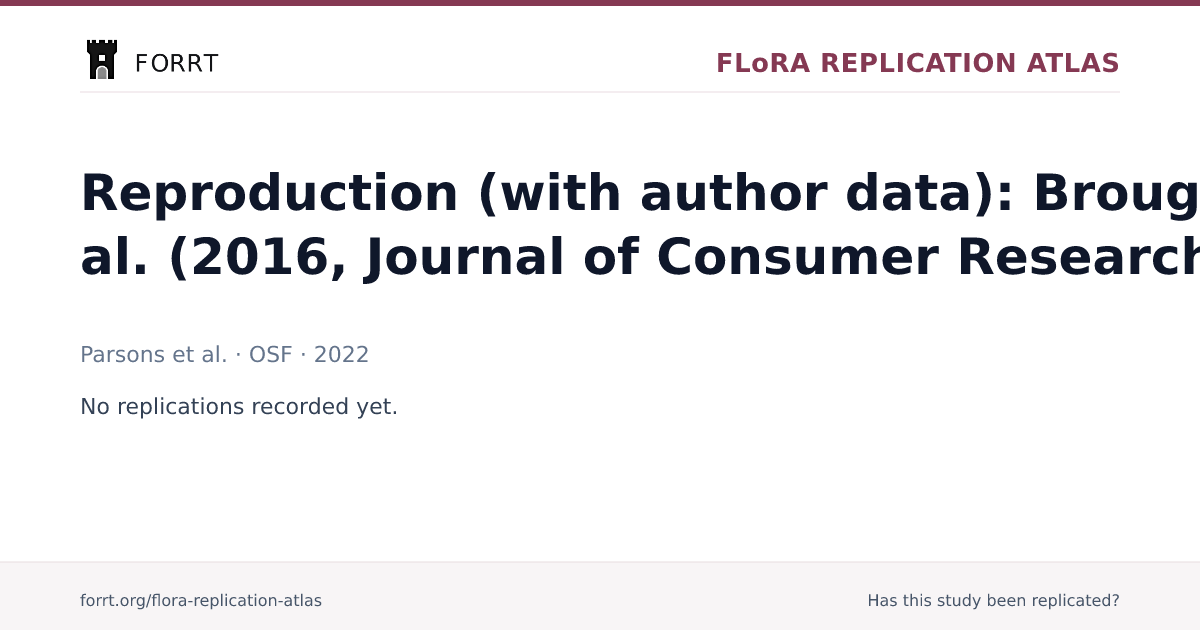 FORRT
FLoRA REPLICATION ATLAS
Reproduction (with author data): Broug
al. (2016, Journal of Consumer Research
Parsons et al. · OSF · 2022
No replications recorded yet.
forrt.org/flora-replication-atlas
Has this study been replicated?